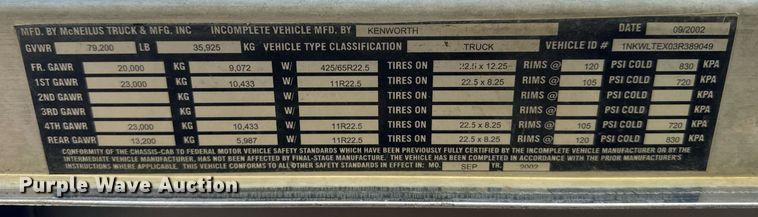 MFD. BY McNEILUS TRUCK & MFG. INC INCOMPLETE VEHICLE MFD. BY KENWORTH DATE 09/2002
GVWR 79,200 LB 35,925 KG VEHICLE TYPE CLASSIFICATION TRUCK VEHICLE ID # 1NKWLTEX03R389049
FR. GAWR 20,000 KG 9,072 W/ 425/65R22.5 TIRES ON 22.5 x 12.25 RIMS @ 120 PSI COLD 830 KPA
1ST GAWR 23,000 KG 10,433 W/ 11R22.5 TIRES ON 22.5 x 8.25 RIMS @ 105 PSI COLD 720 KPA
2ND GAWR KG W/ TIRES ON RIMS @ PSI COLD KPA
3RD GAWR KG W/ TIRES ON RIMS @ PSI COLD KPA
4TH GAWR 23,000 KG 10,433 W/ 11R22.5 TIRES ON 22.5 x 8.25 RIMS @ 105 PSI COLD 720 KPA
REAR GAWR 13,200 KG 5,987 W/ 11R22.5 TIRES ON 22.5 x 8.25 RIMS @ 120 PSI COLD 830 KPA
CONFORMITY OF THE CHASSIS-CAB TO FEDERAL MOTOR VEHICLE SAFETY STANDARDS WHICH HAVE BEEN PREVIOUSLY FULLY CERTIFIED BY THE INCOMPLETE VEHICLE MANUFACTURER OR BY THE
INTERMEDIATE VEHICLE MANUFACTURER, HAS NOT BEEN AFFECTED BY FINAL-STAGE MANUFACTURE. THE VEHICLE HAS BEEN COMPLETED IN ACCORDANCE WITH THE PRIOR MANUFACTURER'S
INSTRUCTIONS WHERE APPLICABLE. THIS VEHICLE CONFORMS TO ALL OTHER SAFETY STANDARDS IN EFFECT IN: MO. SEP YR. 2002
Purple Wave Auction